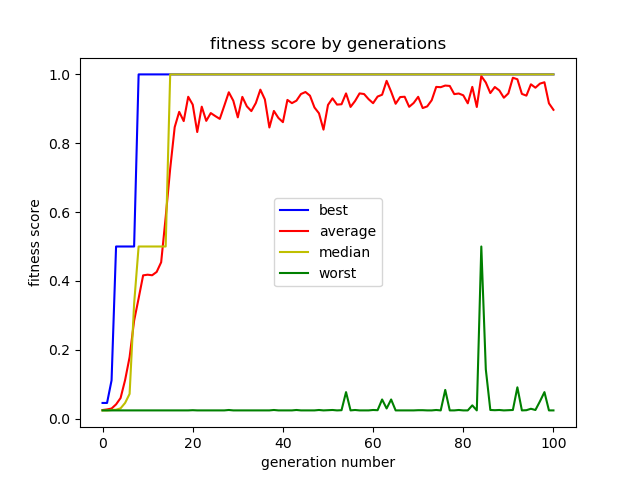 fitness score by generations
fitness score
1.0
0.8
0.6
0.4
0.2
0.0
best
average
median
worst
0 20 40 60 80 100
generation number